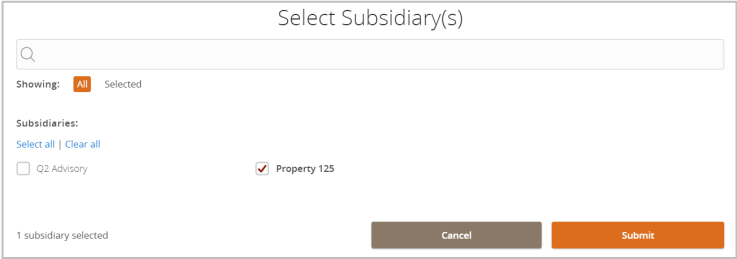 Select Subsidiary(s)
Showing: All Selected
Subsidiaries:
Select all | Clear all
Q2 Advisory Property 125
1 subsidiary selected Cancel Submit